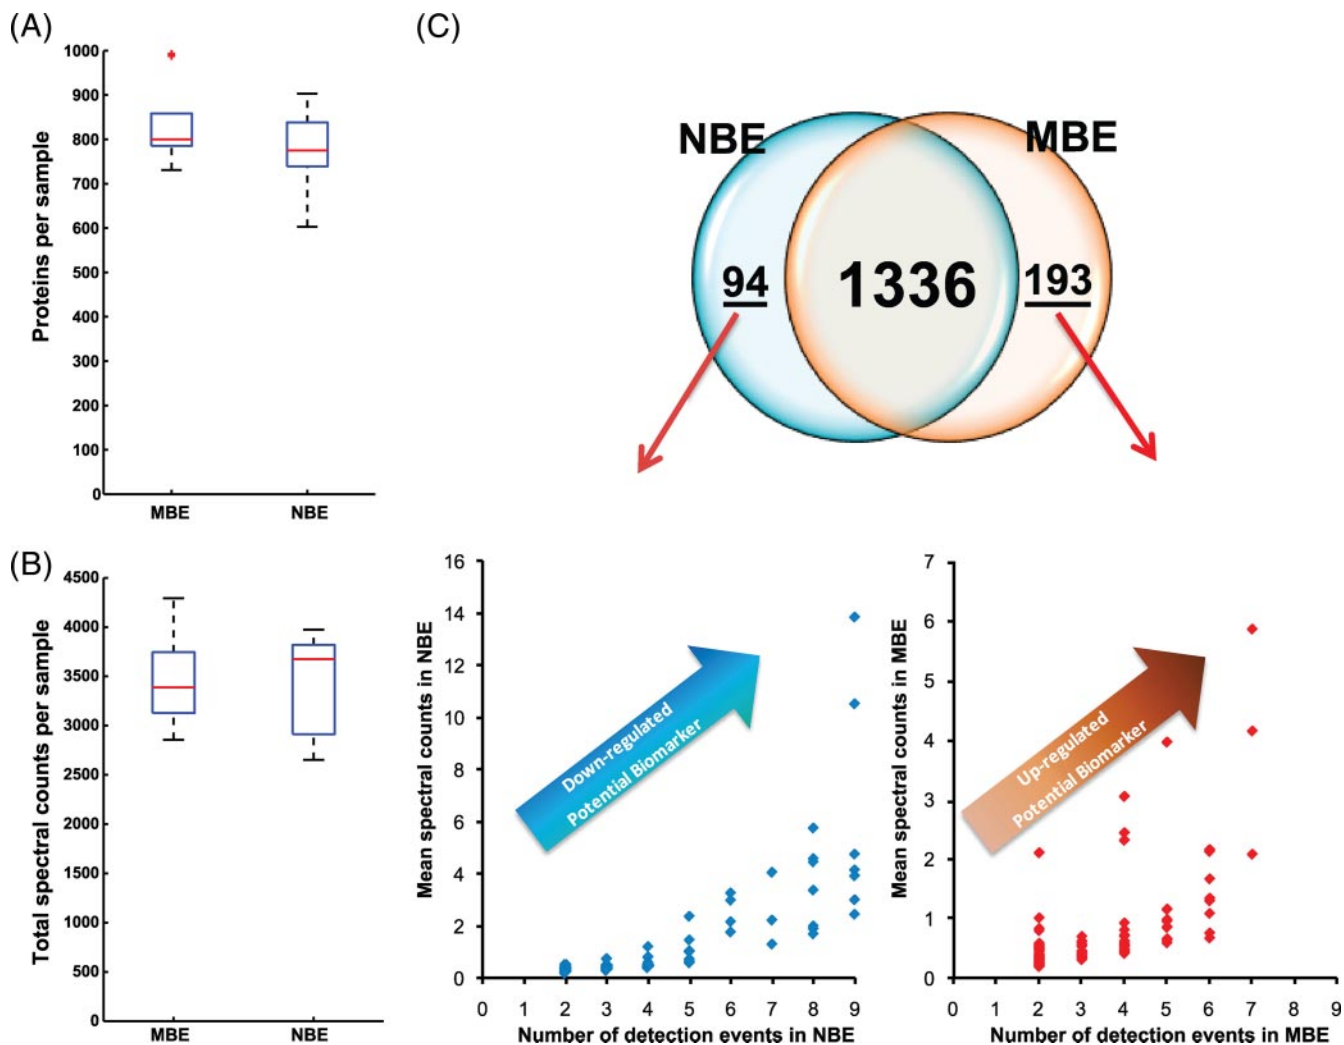 (A)
1000
900
800
700
600
500
400
300
200
100
0
Proteins per sample
MBE
NBE
(B)
4500
4000
3500
3000
2500
2000
1500
1000
500
0
Total spectral counts per sample
MBE
NBE
(C)
NBE
MBE
94
1336
193
16
14
12
10
8
6
4
2
0
Mean spectral counts in NBE
Down-regulated
Potential Biomarker
0 1 2 3 4 5 6 7 8 9
Number of detection events in NBE
7
6
5
4
3
2
1
0
Mean spectral counts in MBE
Up-regulated
Potential Biomarker
0 1 2 3 4 5 6 7 8 9
Number of detection events in MBE